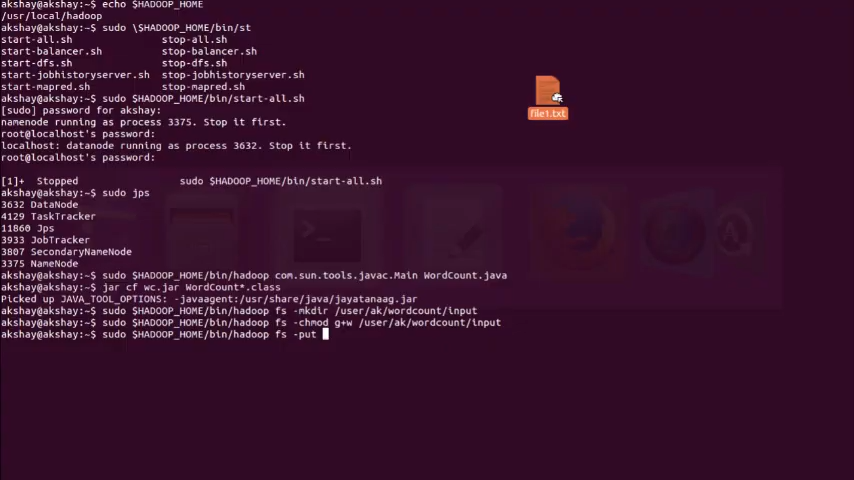 akshay@akshay:~$ echo $HADOOP_HOME
/usr/local/hadoop
akshay@akshay:~$ sudo \$HADOOP_HOME/bin/st
start-all.sh stop-all.sh
start-balancer.sh stop-balancer.sh
start-dfs.sh stop-dfs.sh
start-jobhistoryserver.sh stop-jobhistoryserver.sh
start-mapred.sh stop-mapred.sh
akshay@akshay:~$ sudo $HADOOP_HOME/bin/start-all.sh
[sudo] password for akshay:
namenode running as process 3375. Stop it first.
root@localhost's password:
localhost: datanode running as process 3632. Stop it first.
root@localhost's password:
[1]+ Stopped sudo $HADOOP_HOME/bin/start-all.sh
akshay@akshay:~$ sudo jps
3632 DataNode
4129 TaskTracker
11860 Jps
3933 JobTracker
3807 SecondaryNameNode
3375 NameNode
akshay@akshay:~$ sudo $HADOOP_HOME/bin/hadoop com.sun.tools.javac.Main WordCount.java
akshay@akshay:~$ jar cf wc.jar WordCount*.class
Picked up JAVA_TOOL_OPTIONS: -javaagent:/usr/share/java/jayatanaag.jar
akshay@akshay:~$ sudo $HADOOP_HOME/bin/hadoop fs -mkdir /user/ak/wordcount/input
akshay@akshay:~$ sudo $HADOOP_HOME/bin/hadoop fs -chmod g+w /user/ak/wordcount/input
akshay@akshay:~$ sudo $HADOOP_HOME/bin/hadoop fs -put
file1.txt